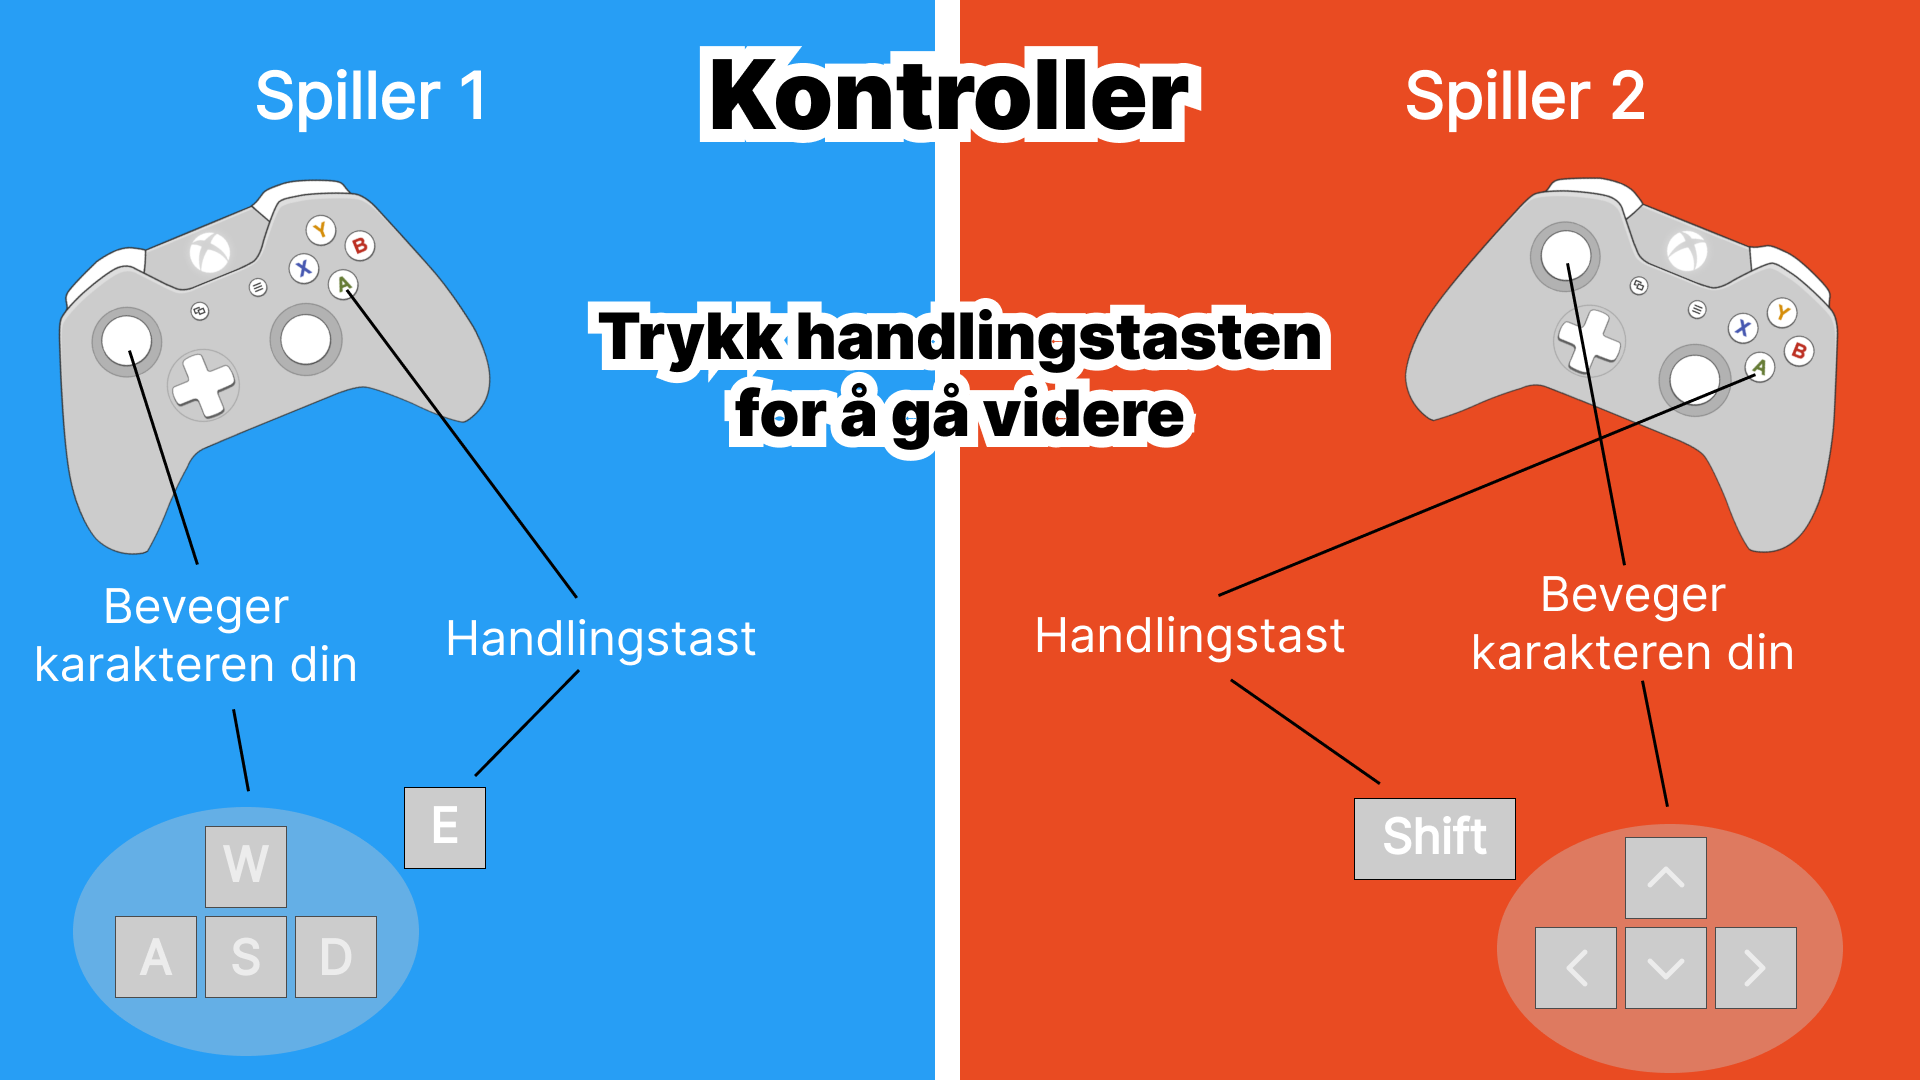 Kontroller
Spiller 1
Spiller 2
Y
B
X
A
Y
X
B
A
Trykk handlingstasten
for å gå videre
Beveger
karakteren din
Handlingstast
Handlingstast
Beveger
karakteren din
E
W
A S D
Shift